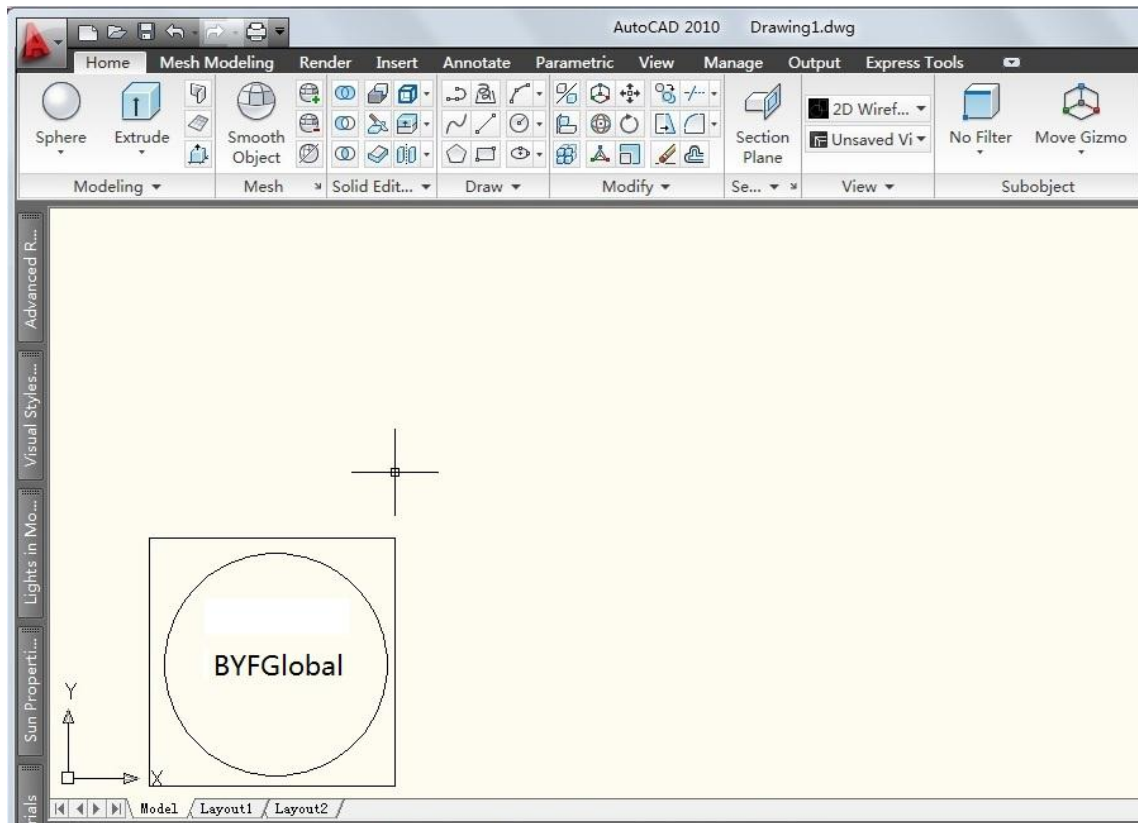 AutoCAD 2010 Drawing1.dwg
Home Mesh Modeling Render Insert Annotate Parametric View Manage Output Express Tools
Sphere Extrude Smooth Object Section Plane 2D Wiref... Unsaved Vi No Filter Move Gizmo
Modeling Mesh Solid Edit... Draw Modify Se... View Subobject
Advanced R...
Visual Styles...
Lights in Mo...
Sun Properti...
rials
BYFGlobal
Y
X
Model Layout1 Layout2